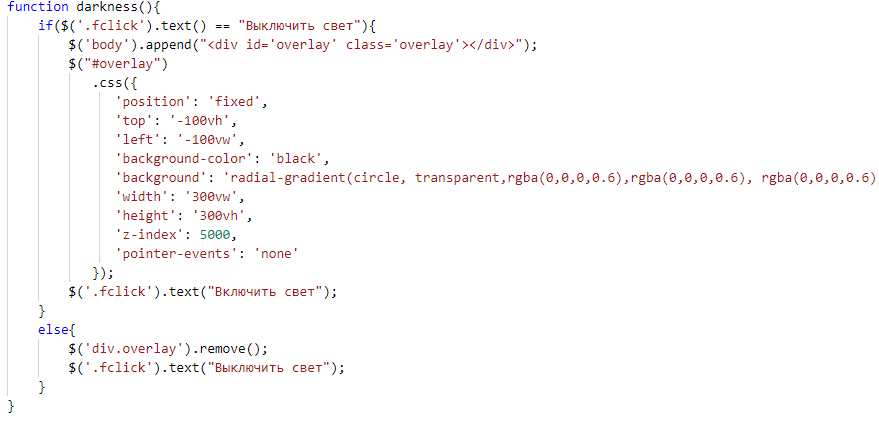 function darkness(){
if($('.fclick').text() == "Выключить свет"){
$('body').append("<div id='overlay' class='overlay'></div>");
$("#overlay")
.css({
'position': 'fixed',
'top': '-100vh',
'left': '-100vw',
'background-color': 'black',
'background': 'radial-gradient(circle, transparent,rgba(0,0,0,0.6),rgba(0,0,0,0.6), rgba(0,0,0,0.6)
'width': '300vw',
'height': '300vh',
'z-index': 5000,
'pointer-events': 'none'
});
$('.fclick').text("Включить свет");
}
else{
$('div.overlay').remove();
$('.fclick').text("Выключить свет");
}
}